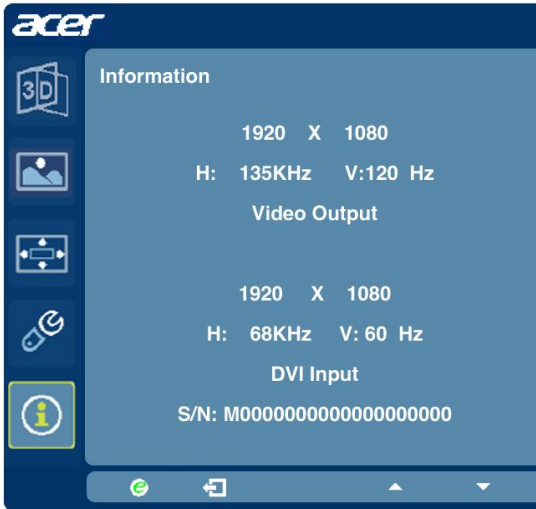 acer
3D
Information
1920 X 1080
H: 135KHz V:120 Hz
Video Output
1920 X 1080
H: 68KHz V: 60 Hz
DVI Input
S/N: M0000000000000000000